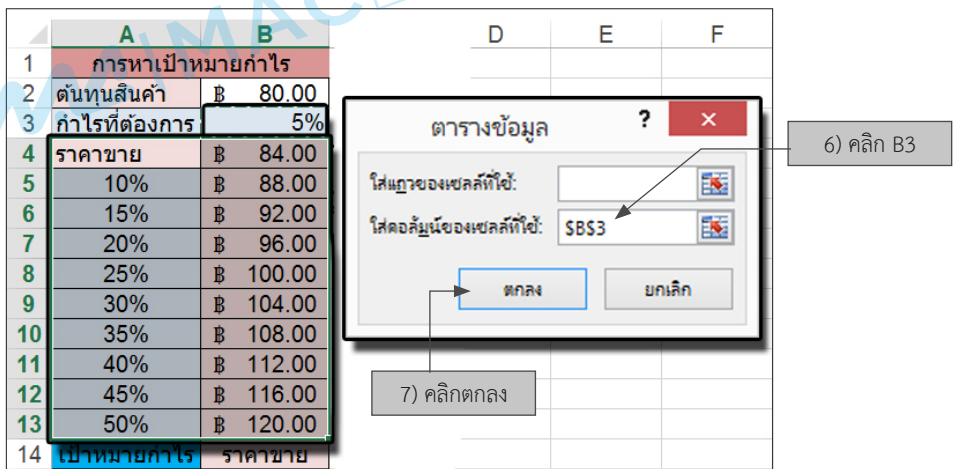 A B D E F
1 การหาเป้าหมายกำไร
2 ต้นทุนสินค้า ฿ 80.00
3 กำไรที่ต้องการ 5%
4 ราคาขาย ฿ 84.00
5 10% ฿ 88.00
6 15% ฿ 92.00
7 20% ฿ 96.00
8 25% ฿ 100.00
9 30% ฿ 104.00
10 35% ฿ 108.00
11 40% ฿ 112.00
12 45% ฿ 116.00
13 50% ฿ 120.00
14 เป้าหมายกำไร ราคาขาย
ตารางข้อมูล ? ×
ใส่แถวของเซลล์ที่ใช้:
ใส่คอลัมน์ของเซลล์ที่ใช้: $B$3
ตกลง ยกเลิก
6) คลิก B3
7) คลิกตกลง